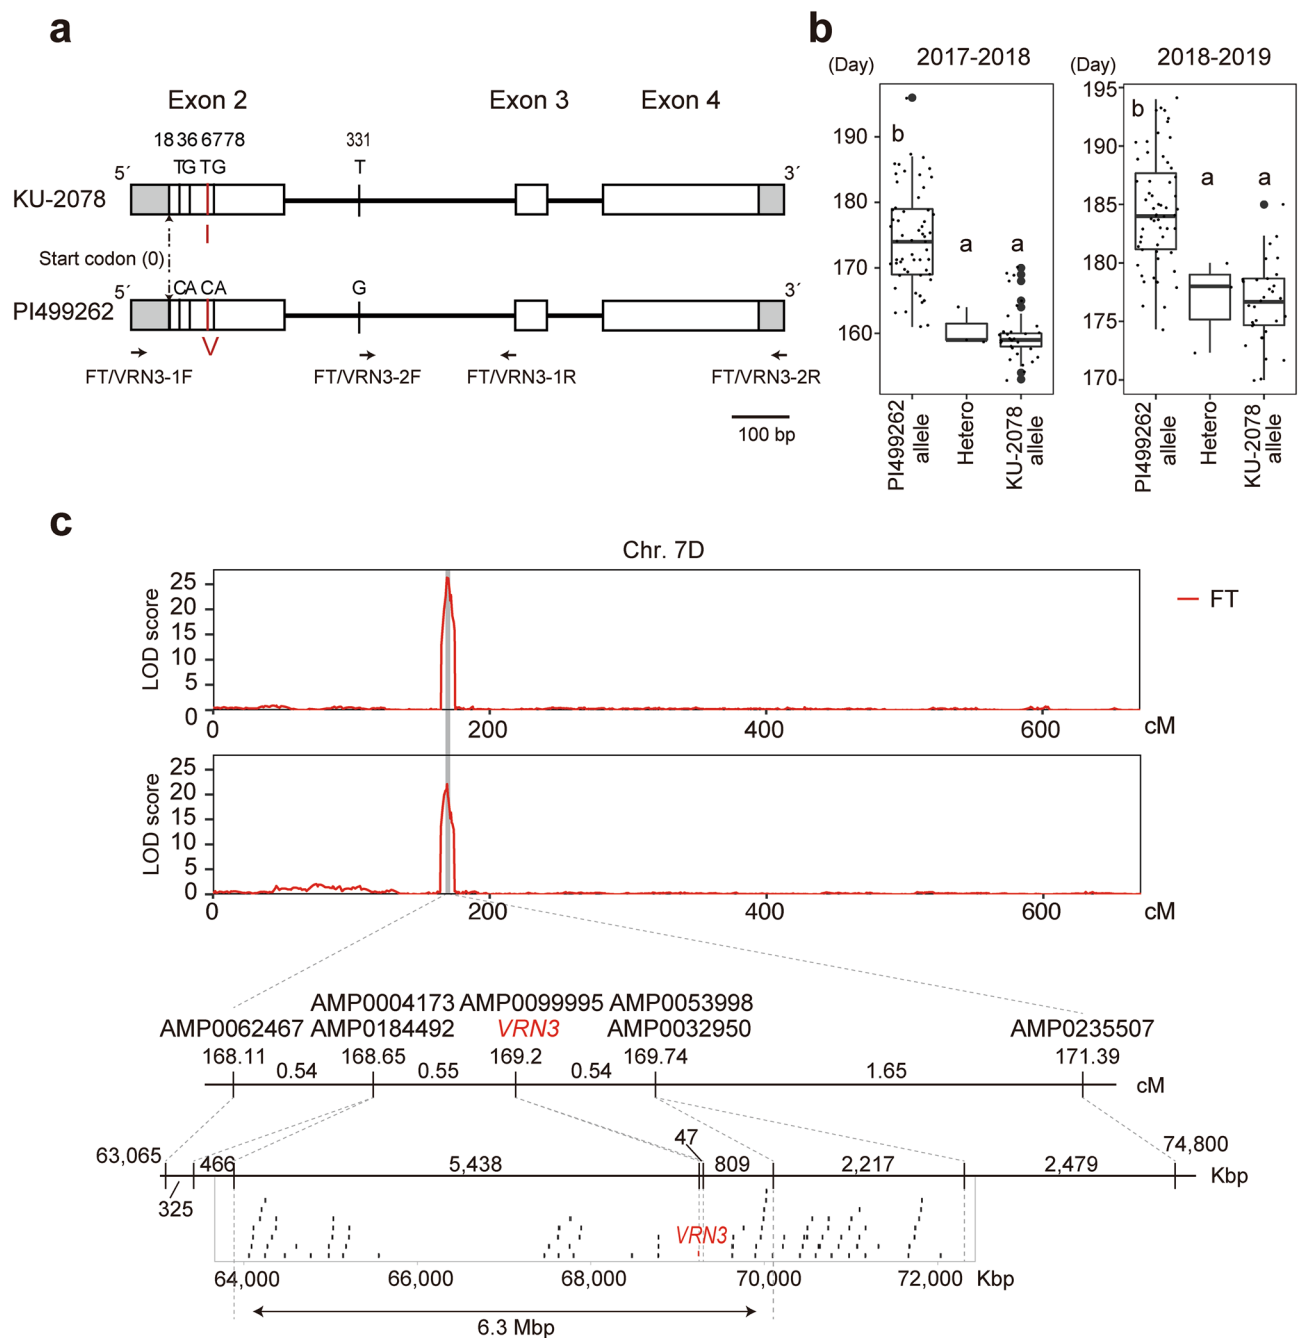 a
Exon 2 Exon 3 Exon 4
18 36 67 78 331
5´ TG TG T 3´
KU-2078
I
Start codon (0)
5´ CA CA G 3´
PI499262
V
FT/VRN3-1F FT/VRN3-2F FT/VRN3-1R FT/VRN3-2R
100 bp
b
(Day) 2017-2018
190
180
170
160
b a a
PI499262 allele
Hetero
KU-2078 allele
(Day) 2018-2019
195
190
185
180
175
170
b a a
PI499262 allele
Hetero
KU-2078 allele
c
Chr. 7D
LOD score
25
20
15
10
5
0
0 200 400 600 cM
FT
LOD score
25
20
15
10
5
0
0 200 400 600 cM
AMP0004173 AMP0099995 AMP0053998
AMP0062467 AMP0184492 VRN3 AMP0032950 AMP0235507
168.11 168.65 169.2 169.74 171.39
0.54 0.55 0.54 1.65 cM
47
63,065 74,800
466 5,438 809 2,217 2,479 Kbp
325
VRN3
64,000 66,000 68,000 70,000 72,000 Kbp
6.3 Mbp